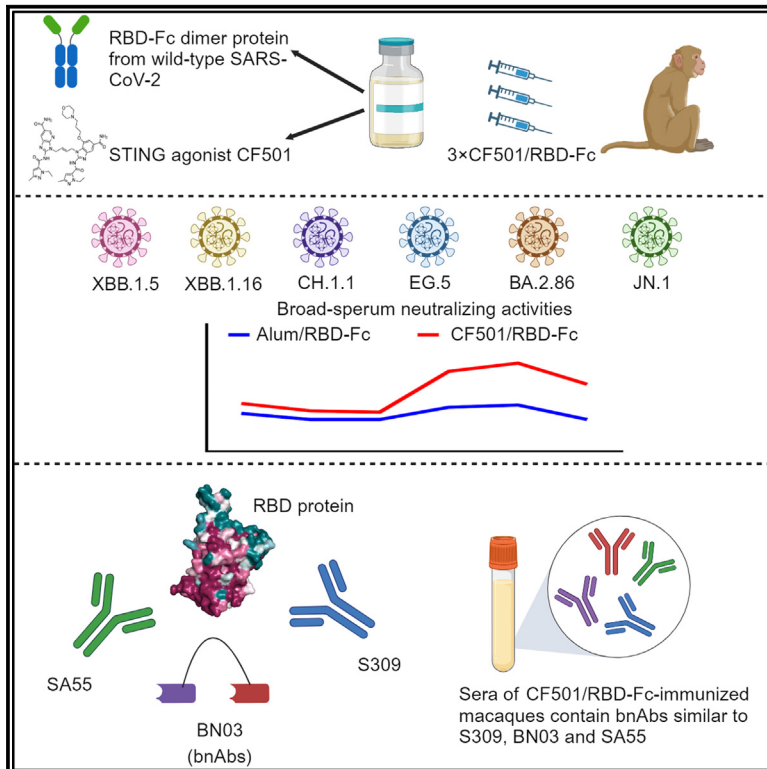 RBD-Fc dimer protein
from wild-type SARS-
CoV-2
STING agonist CF501
3×CF501/RBD-Fc
XBB.1.5
XBB.1.16
CH.1.1
EG.5
BA.2.86
JN.1
Broad-sperum neutralizing activities
Alum/RBD-Fc
CF501/RBD-Fc
RBD protein
SA55
S309
BN03
(bnAbs)
Sera of CF501/RBD-Fc-immunized
macaques contain bnAbs similar to
S309, BN03 and SA55